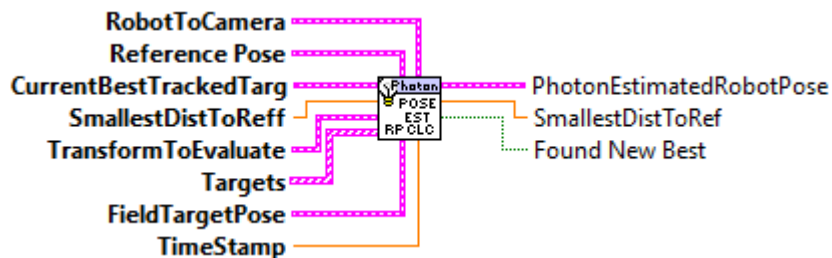 RobotToCamera
Reference Pose
CurrentBestTrackedTarg
SmallestDistToReff
TransformToEvaluate
Targets
FieldTargetPose
TimeStamp
Photon
POSE
EST
RP CLC
PhotonEstimatedRobotPose
SmallestDistToRef
Found New Best